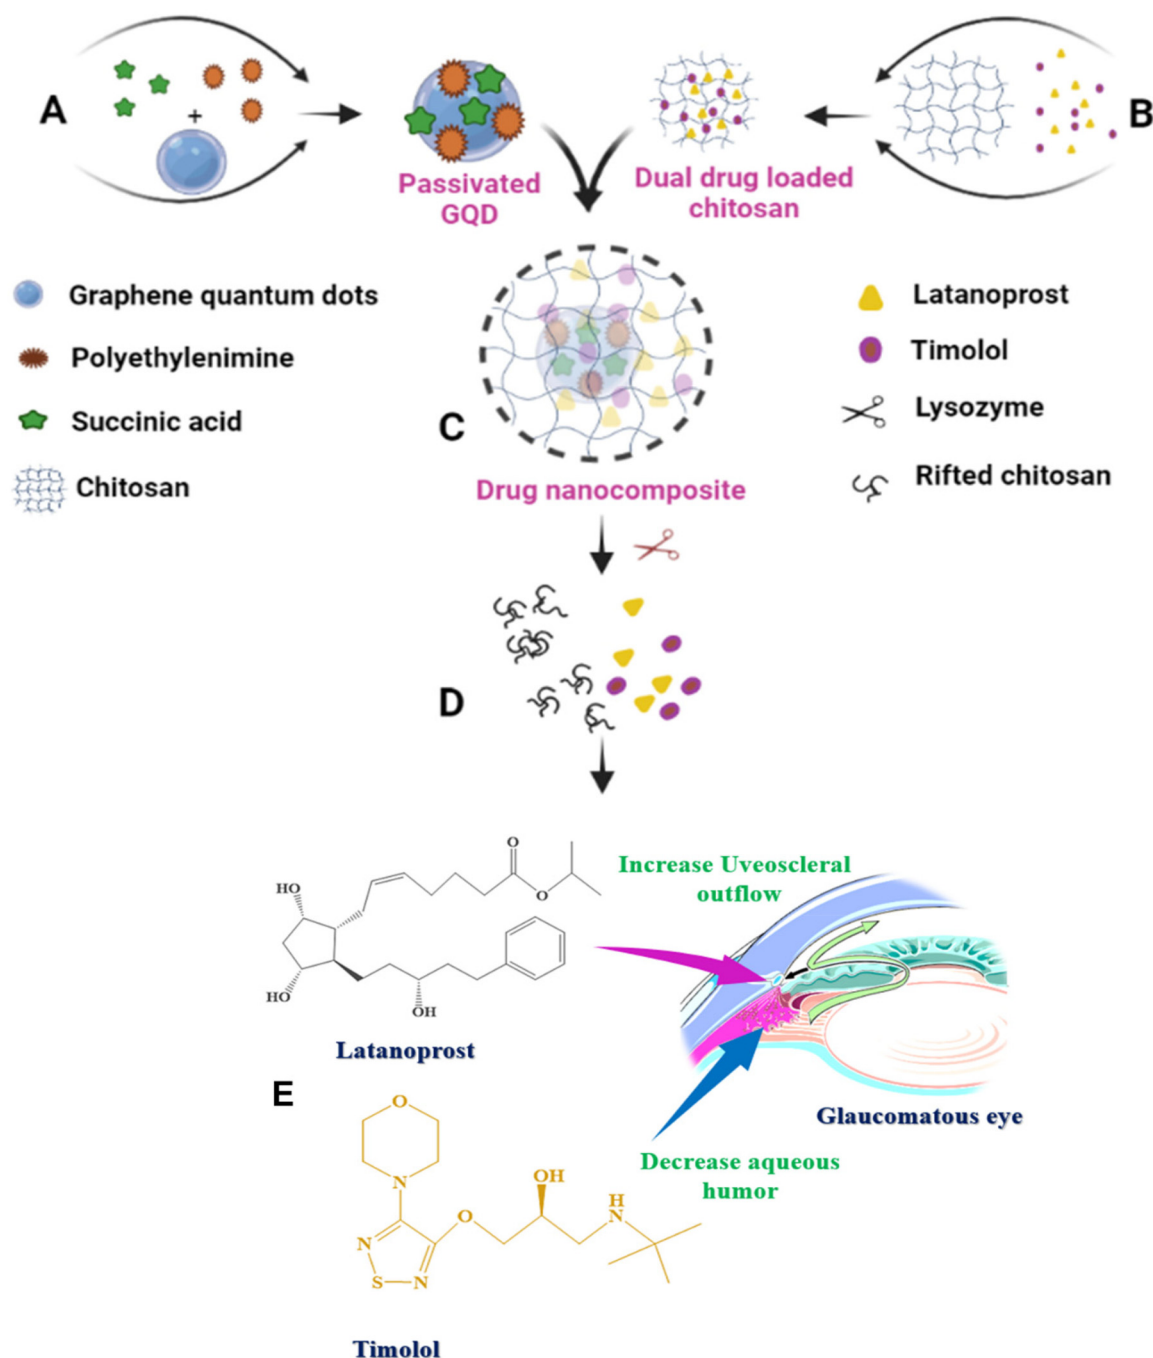 A
+
B
Passivated
GQD
Dual drug loaded
chitosan
Graphene quantum dots
Polyethylenimine
Succinic acid
Chitosan
Latanoprost
Timolol
Lysozyme
Rifted chitosan
C
Drug nanocomposite
D
O
HO
O
HO
OH
Latanoprost
Increase Uveoscleral
outflow
Glaucomatous eye
Decrease aqueous
humor
E
O
N
OH
O
H
N
N
S
N
Timolol